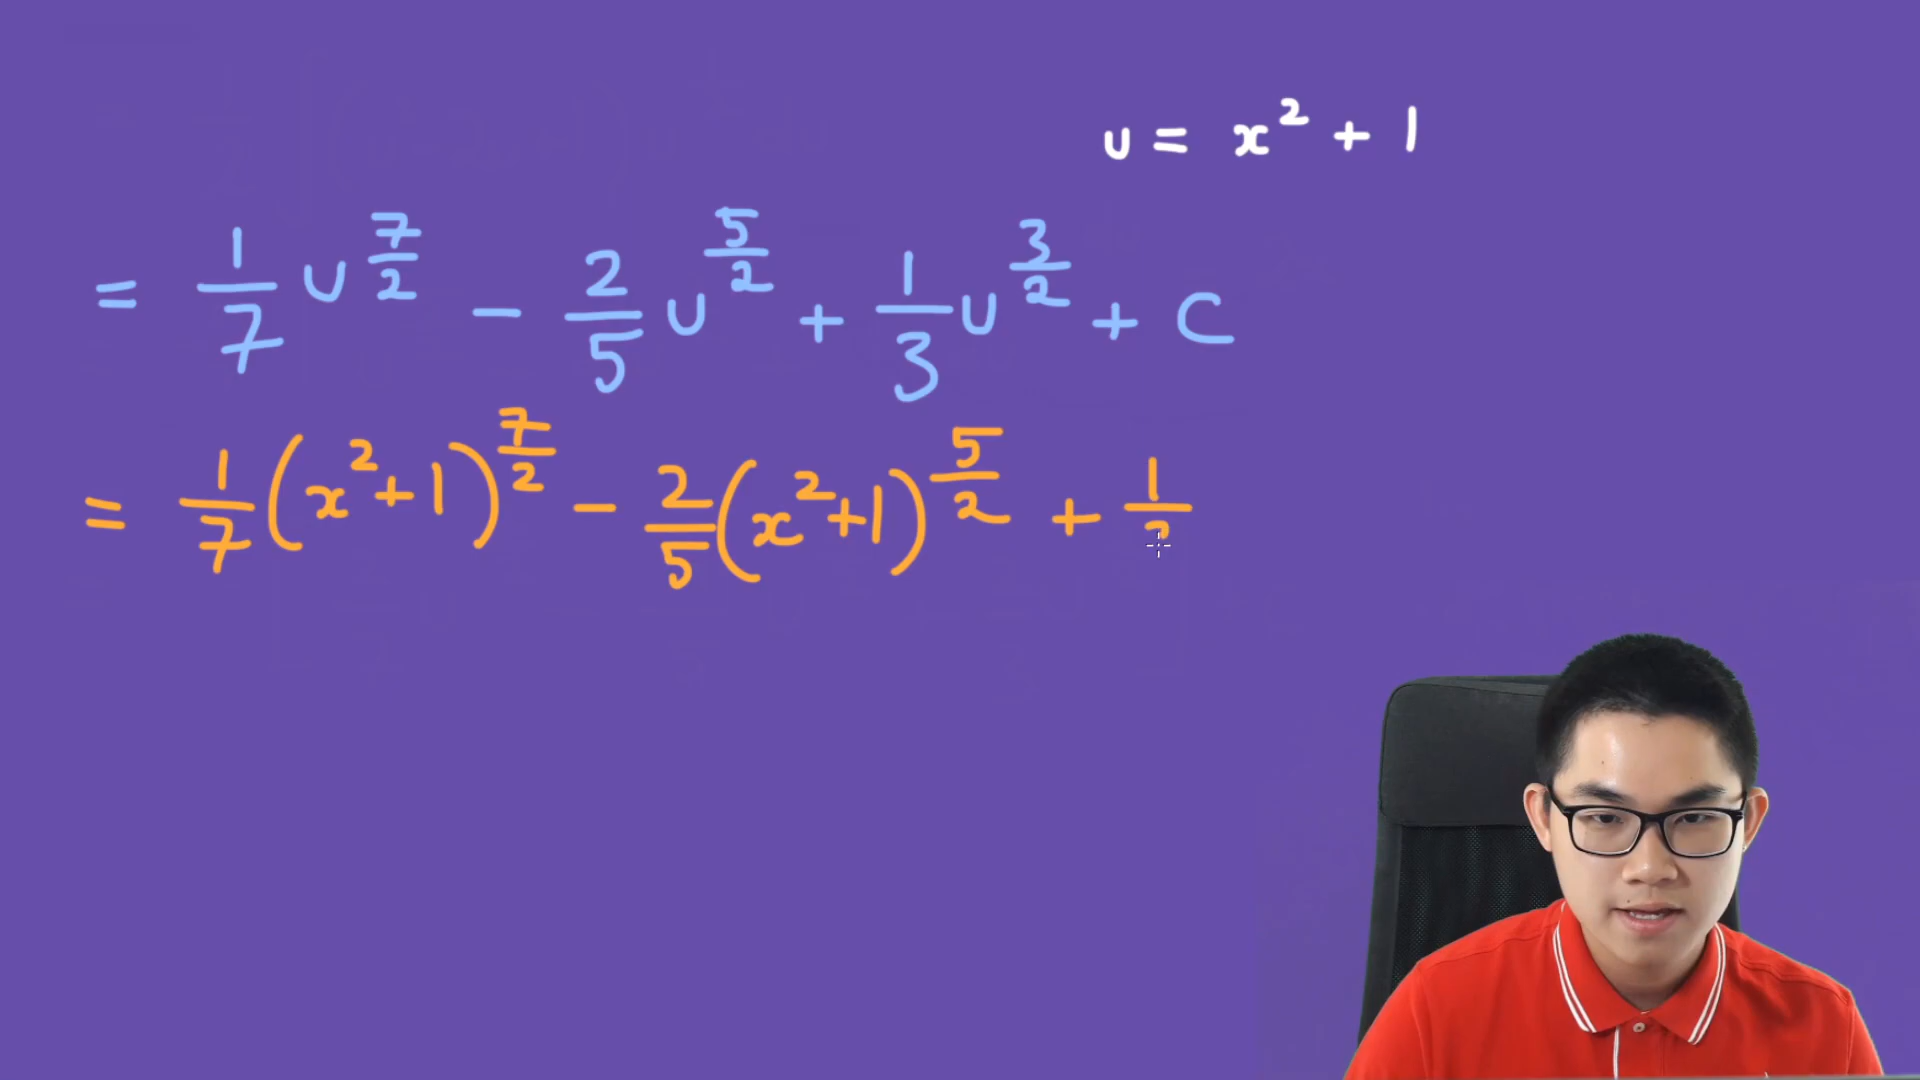 u = x² + 1
= 1/7 u^(7/2) - 2/5 u^(5/2) + 1/3 u^(3/2) + C
= 1/7 (x²+1)^(7/2) - 2/5 (x²+1)^(5/2) + 1/